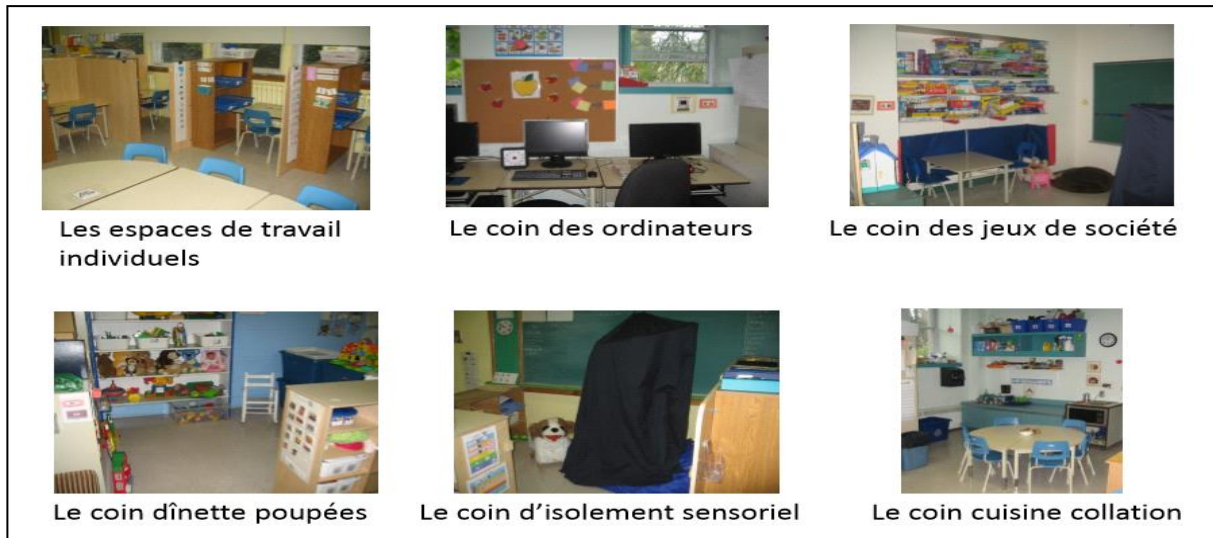 Les espaces de travail
individuels
Le coin des ordinateurs
Le coin des jeux de société
Le coin dînette poupées
Le coin d'isolement sensoriel
Le coin cuisine collation